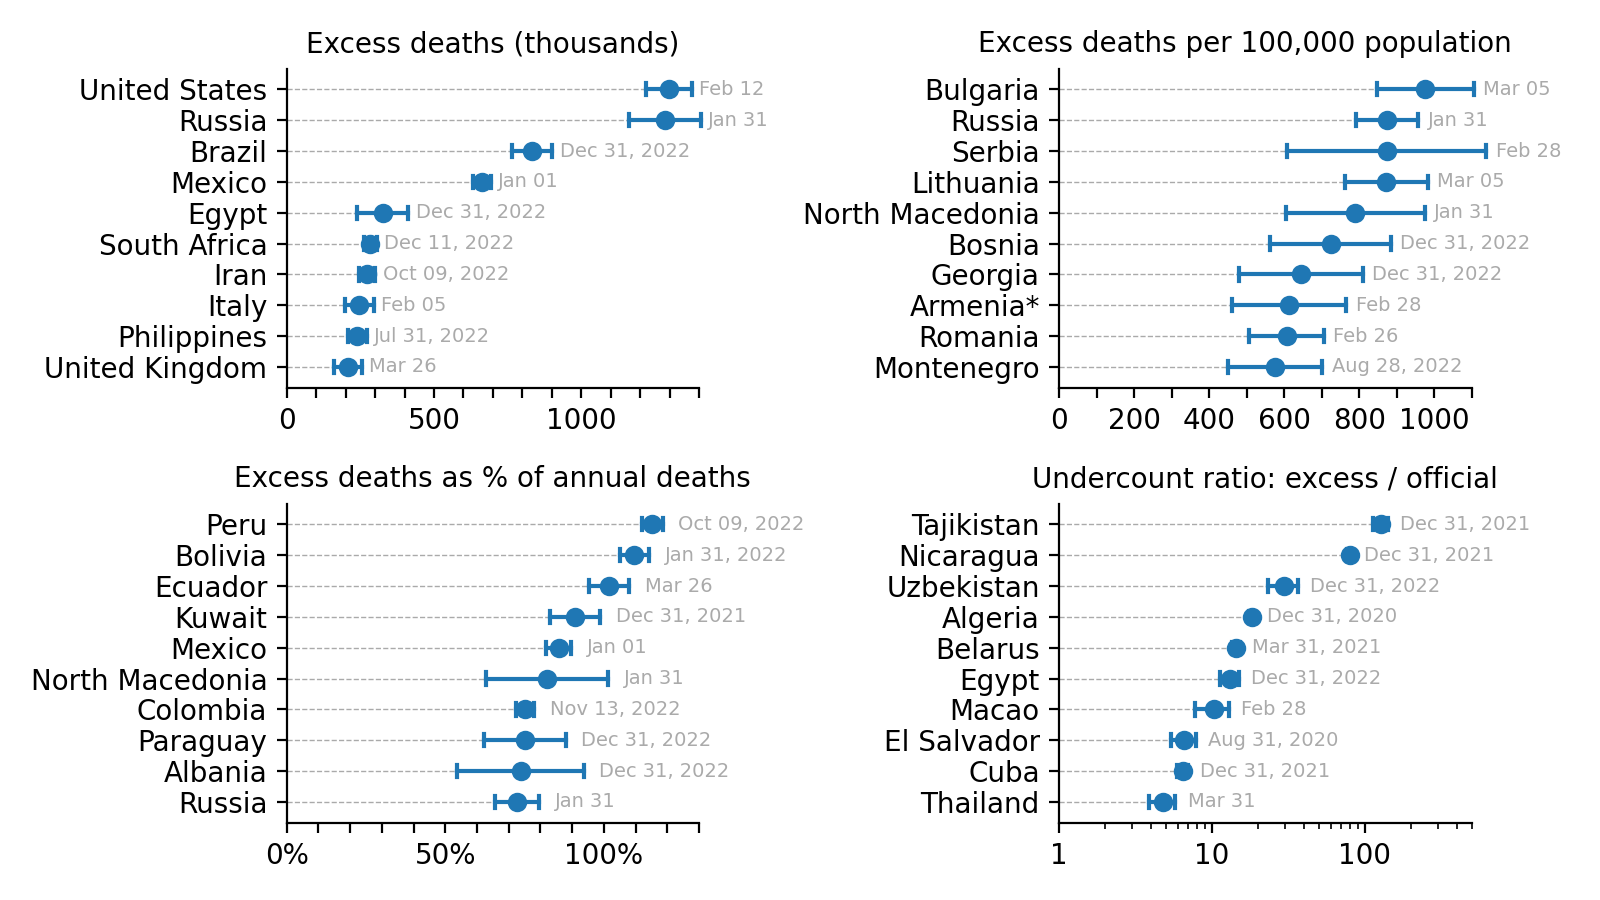 Excess deaths (thousands)
United States Feb 12
Russia Jan 31
Brazil Dec 31, 2022
Mexico Jan 01
Egypt Dec 31, 2022
South Africa Dec 11, 2022
Iran Oct 09, 2022
Italy Feb 05
Philippines Jul 31, 2022
United Kingdom Mar 26
0 500 1000
Excess deaths per 100,000 population
Bulgaria Mar 05
Russia Jan 31
Serbia Feb 28
Lithuania Mar 05
North Macedonia Jan 31
Bosnia Dec 31, 2022
Georgia Dec 31, 2022
Armenia* Feb 28
Romania Feb 26
Montenegro Aug 28, 2022
0 200 400 600 800 1000
Excess deaths as % of annual deaths
Peru Oct 09, 2022
Bolivia Jan 31, 2022
Ecuador Mar 26
Kuwait Dec 31, 2021
Mexico Jan 01
North Macedonia Jan 31
Colombia Nov 13, 2022
Paraguay Dec 31, 2022
Albania Dec 31, 2022
Russia Jan 31
0% 50% 100%
Undercount ratio: excess / official
Tajikistan Dec 31, 2021
Nicaragua Dec 31, 2021
Uzbekistan Dec 31, 2022
Algeria Dec 31, 2020
Belarus Mar 31, 2021
Egypt Dec 31, 2022
Macao Feb 28
El Salvador Aug 31, 2020
Cuba Dec 31, 2021
Thailand Mar 31
1 10 100